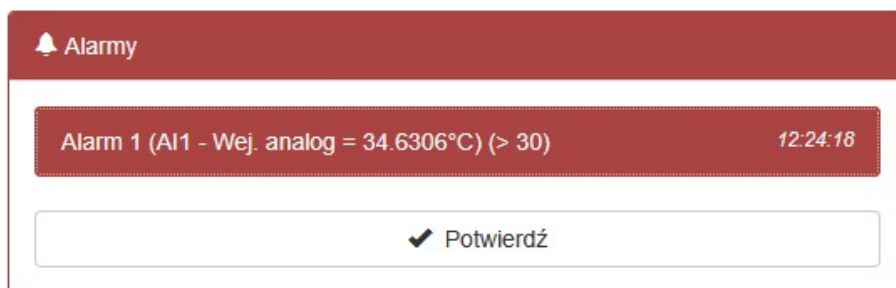 Alarmy
Alarm 1 (AI1 - Wej. analog = 34.6306°C) (> 30) 12:24:18
Potwierdź